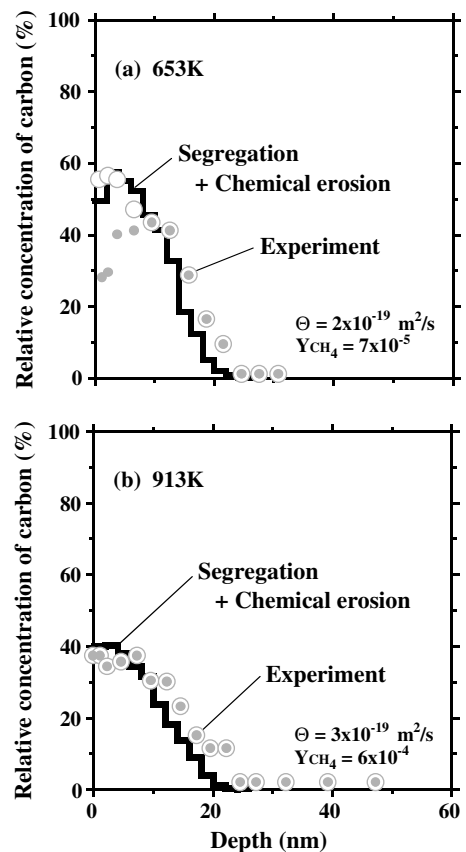 Relative concentration of carbon (%)
100
80
60
40
20
0
(a) 653K
Segregation
+ Chemical erosion
Experiment
Θ = 2x10⁻¹⁹ m²/s
Y_CH₄ = 7x10⁻⁵
Relative concentration of carbon (%)
100
80
60
40
20
0
(b) 913K
Segregation
+ Chemical erosion
Experiment
Θ = 3x10⁻¹⁹ m²/s
Y_CH₄ = 6x10⁻⁴
0 20 40 60
Depth (nm)